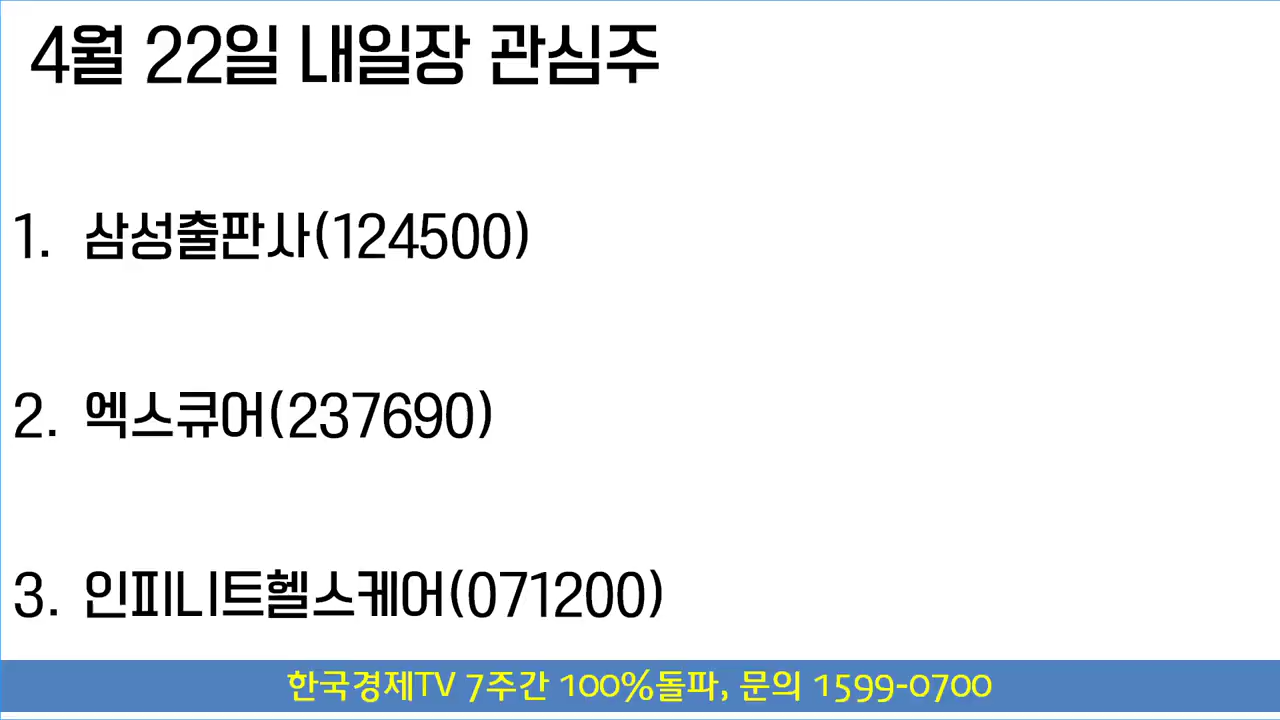 4월 22일 내일장 관심주
1. 삼성출판사(124500)
2. 엑스큐어(237690)
3. 인피니트헬스케어(071200)
한국경제TV 7주간 100%돌파, 문의 1599-0700